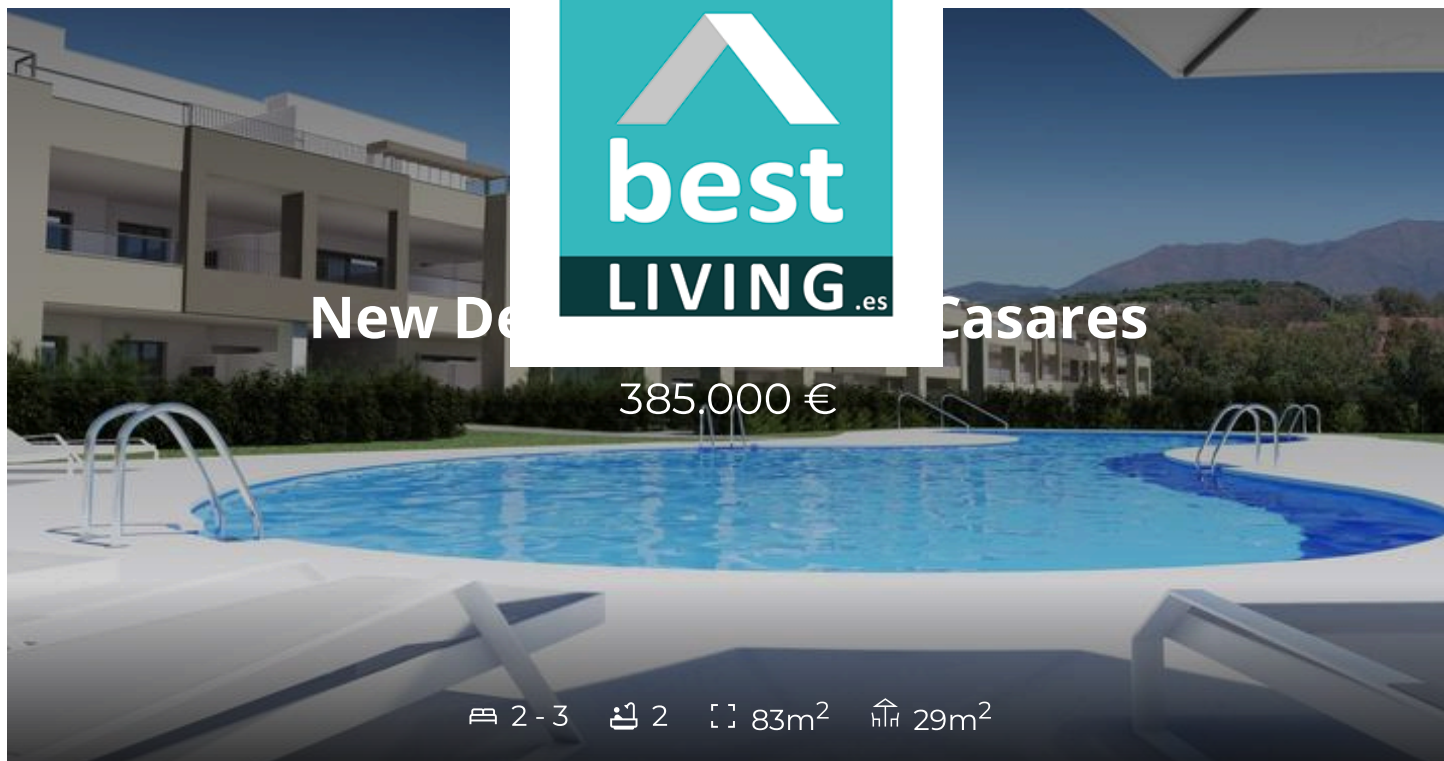 best
LIVING.es
New De Casares
385.000 €
2 - 3 2 83m² 29m²